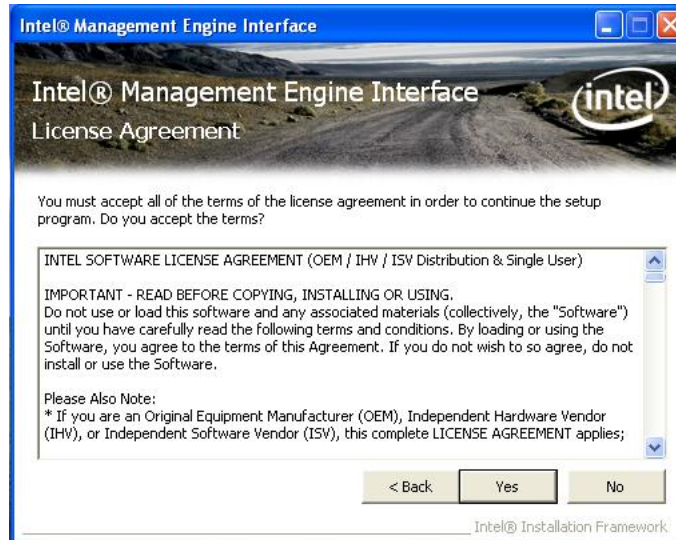 Intel® Management Engine Interface
Intel® Management Engine Interface
License Agreement
intel
You must accept all of the terms of the license agreement in order to continue the setup
program. Do you accept the terms?
INTEL SOFTWARE LICENSE AGREEMENT (OEM / IHV / ISV Distribution & Single User)
IMPORTANT - READ BEFORE COPYING, INSTALLING OR USING.
Do not use or load this software and any associated materials (collectively, the "Software")
until you have carefully read the following terms and conditions. By loading or using the
Software, you agree to the terms of this Agreement. If you do not wish to so agree, do not
install or use the Software.
Please Also Note:
* If you are an Original Equipment Manufacturer (OEM), Independent Hardware Vendor
(IHV), or Independent Software Vendor (ISV), this complete LICENSE AGREEMENT applies;
< Back Yes No
Intel® Installation Framework